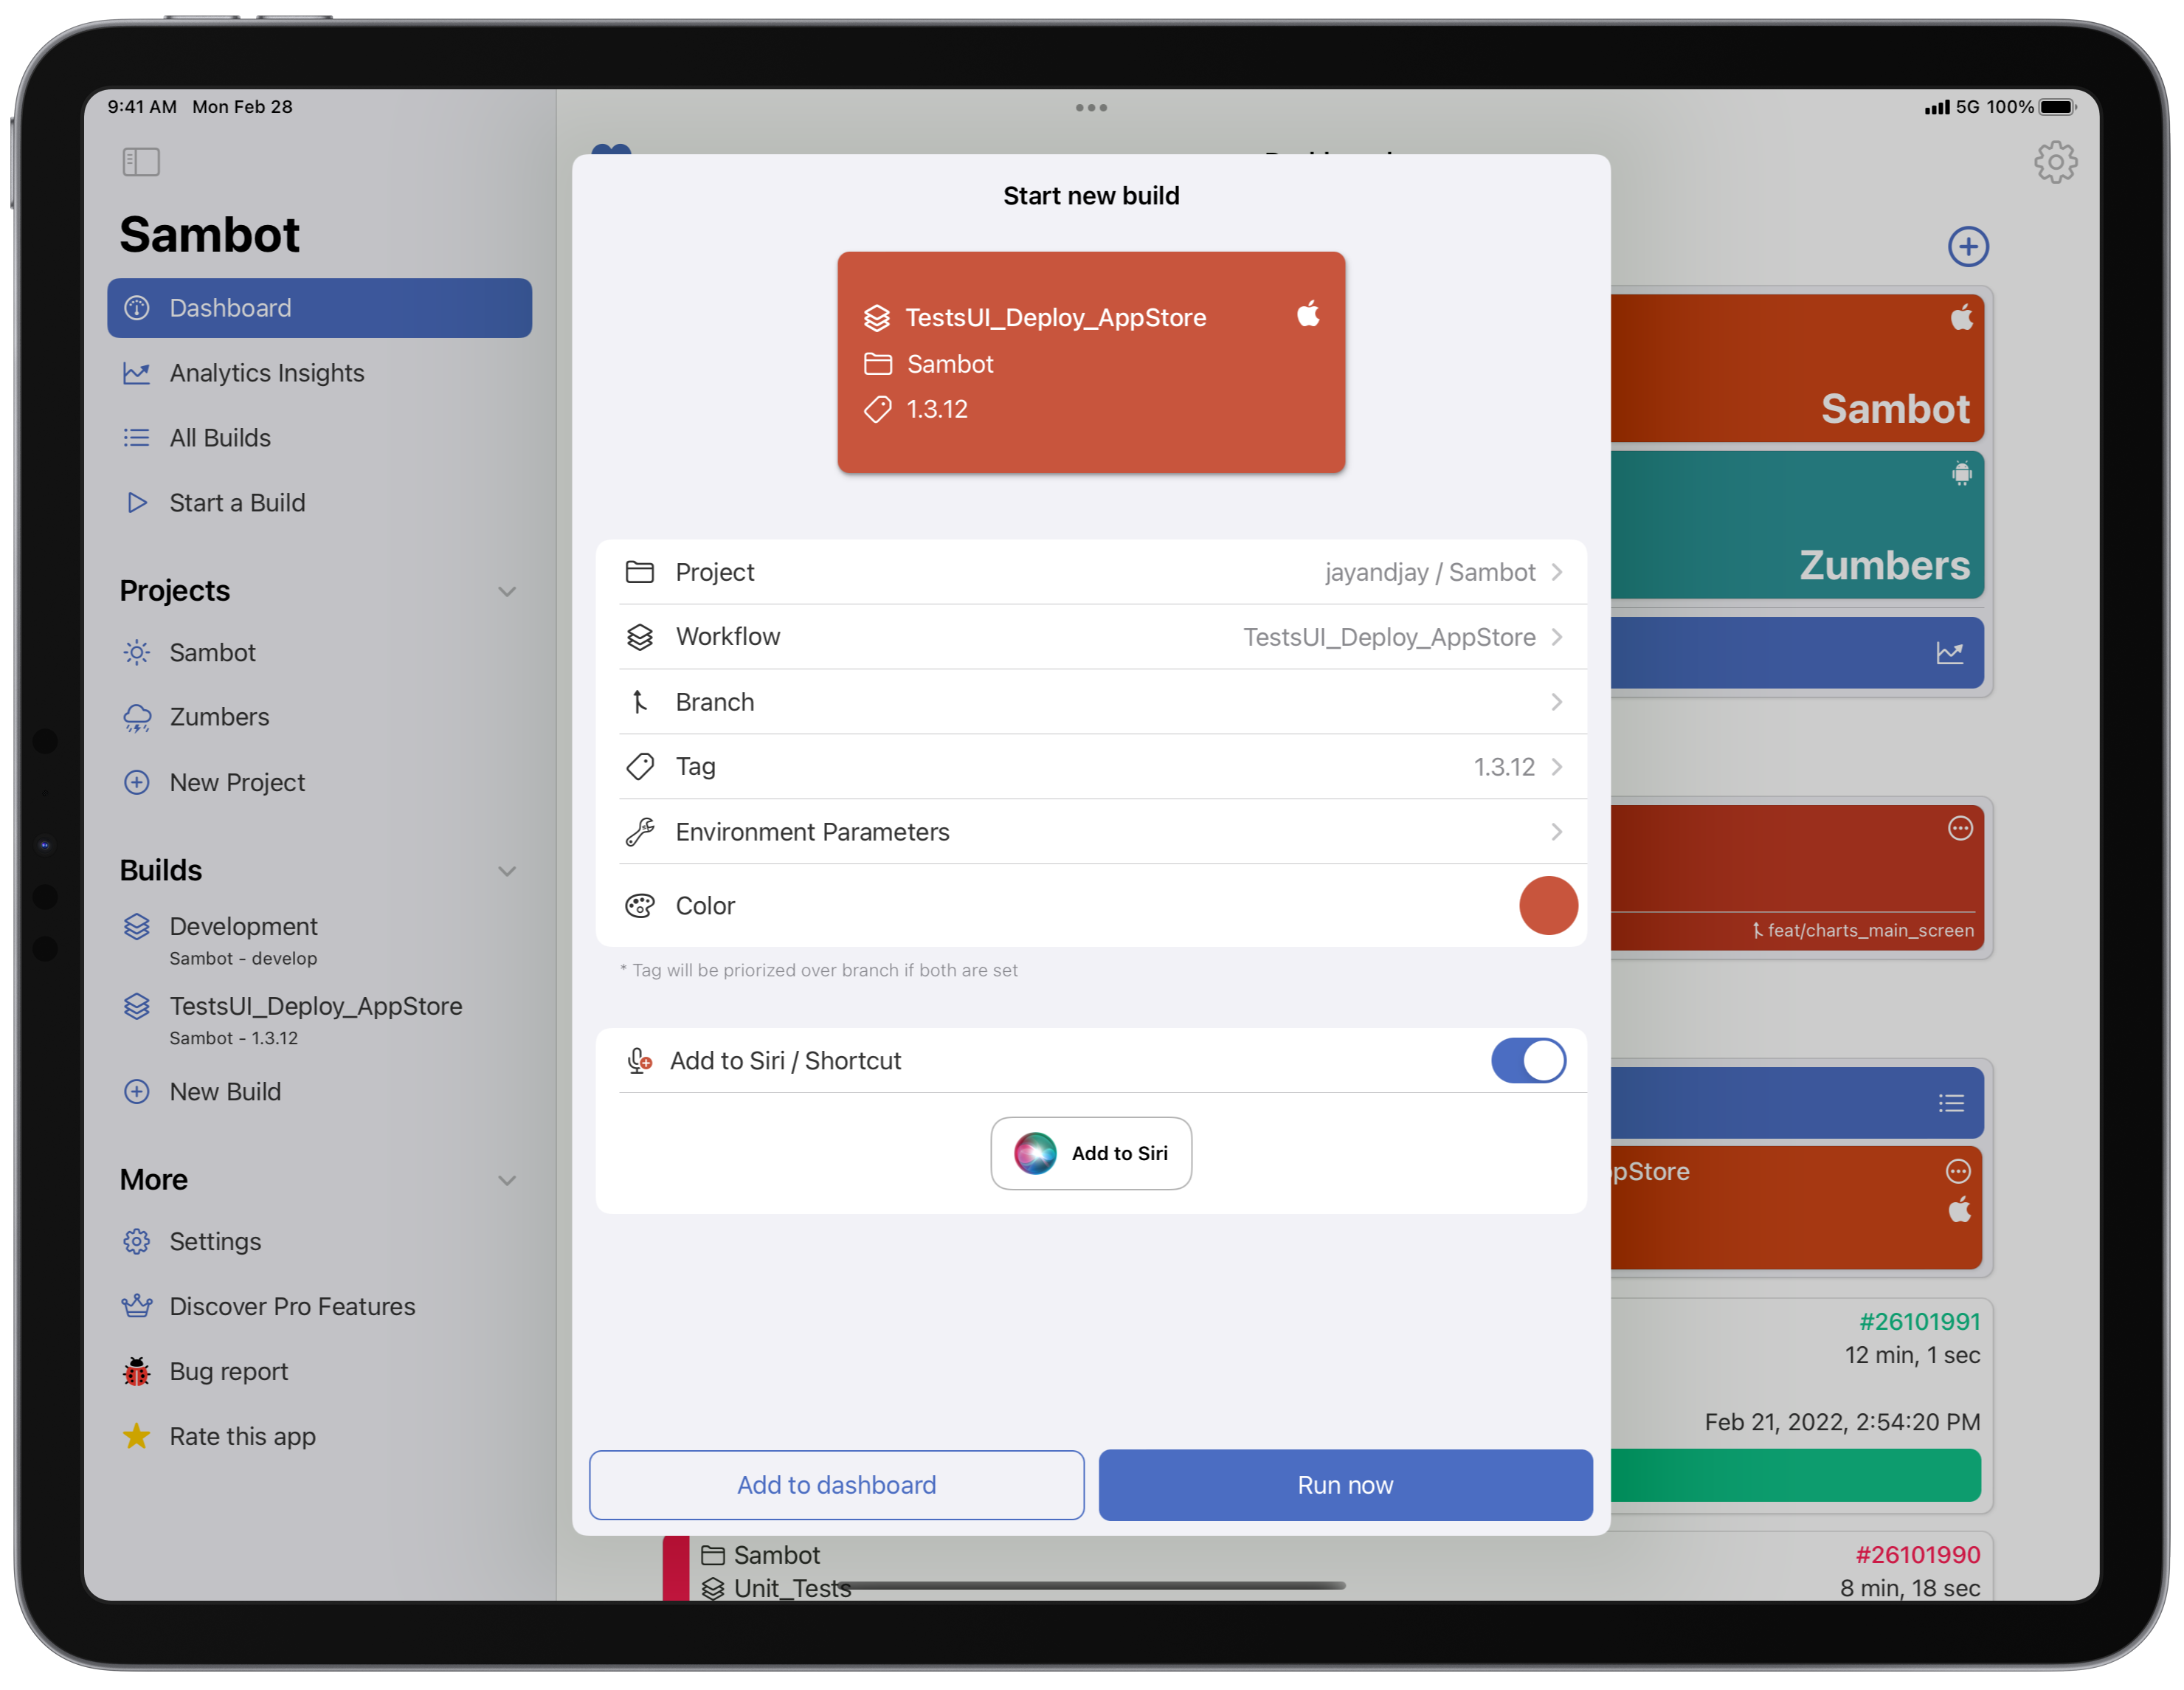 9:41 AM Mon Feb 28
5G 100%
Sambot
Dashboard
Analytics Insights
All Builds
Start a Build
Projects
Sambot
Zumbers
New Project
Builds
Development
Sambot - develop
TestsUI_Deploy_AppStore
Sambot - 1.3.12
New Build
More
Settings
Discover Pro Features
Bug report
Rate this app
Start new build
TestsUI_Deploy_AppStore
Sambot
1.3.12
Project jayandjay / Sambot
Workflow TestsUI_Deploy_AppStore
Branch
Tag 1.3.12
Environment Parameters
Color
* Tag will be priorized over branch if both are set
Add to Siri / Shortcut
Add to Siri
Add to dashboard
Run now
Sambot
Zumbers
feat/charts_main_screen
pStore
#26101991
12 min, 1 sec
Feb 21, 2022, 2:54:20 PM
Sambot
#26101990
Unit_Tests
8 min, 18 sec